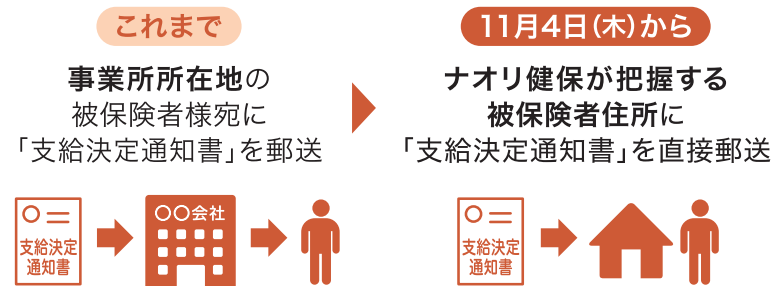 これまで
事業所所在地の
被保険者様宛に
「支給決定通知書」を郵送
支給決定
通知書
〇〇会社
11月4日（木）から
ナオリ健保が把握する
被保険者住所に
「支給決定通知書」を直接郵送
支給決定
通知書